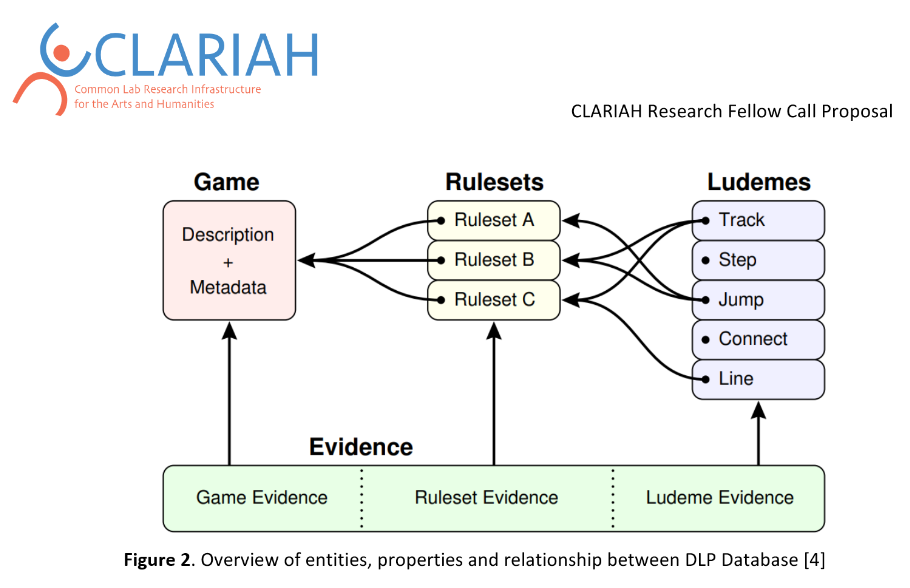 CLARIAH
Common Lab Research Infrastructure
for the Arts and Humanities
CLARIAH Research Fellow Call Proposal
Game
Rulesets
Ludemes
Description
+
Metadata
Ruleset A
Ruleset B
Ruleset C
Track
Step
Jump
Connect
Line
Evidence
Game Evidence
Ruleset Evidence
Ludeme Evidence
Figure 2. Overview of entities, properties and relationship between DLP Database [4]